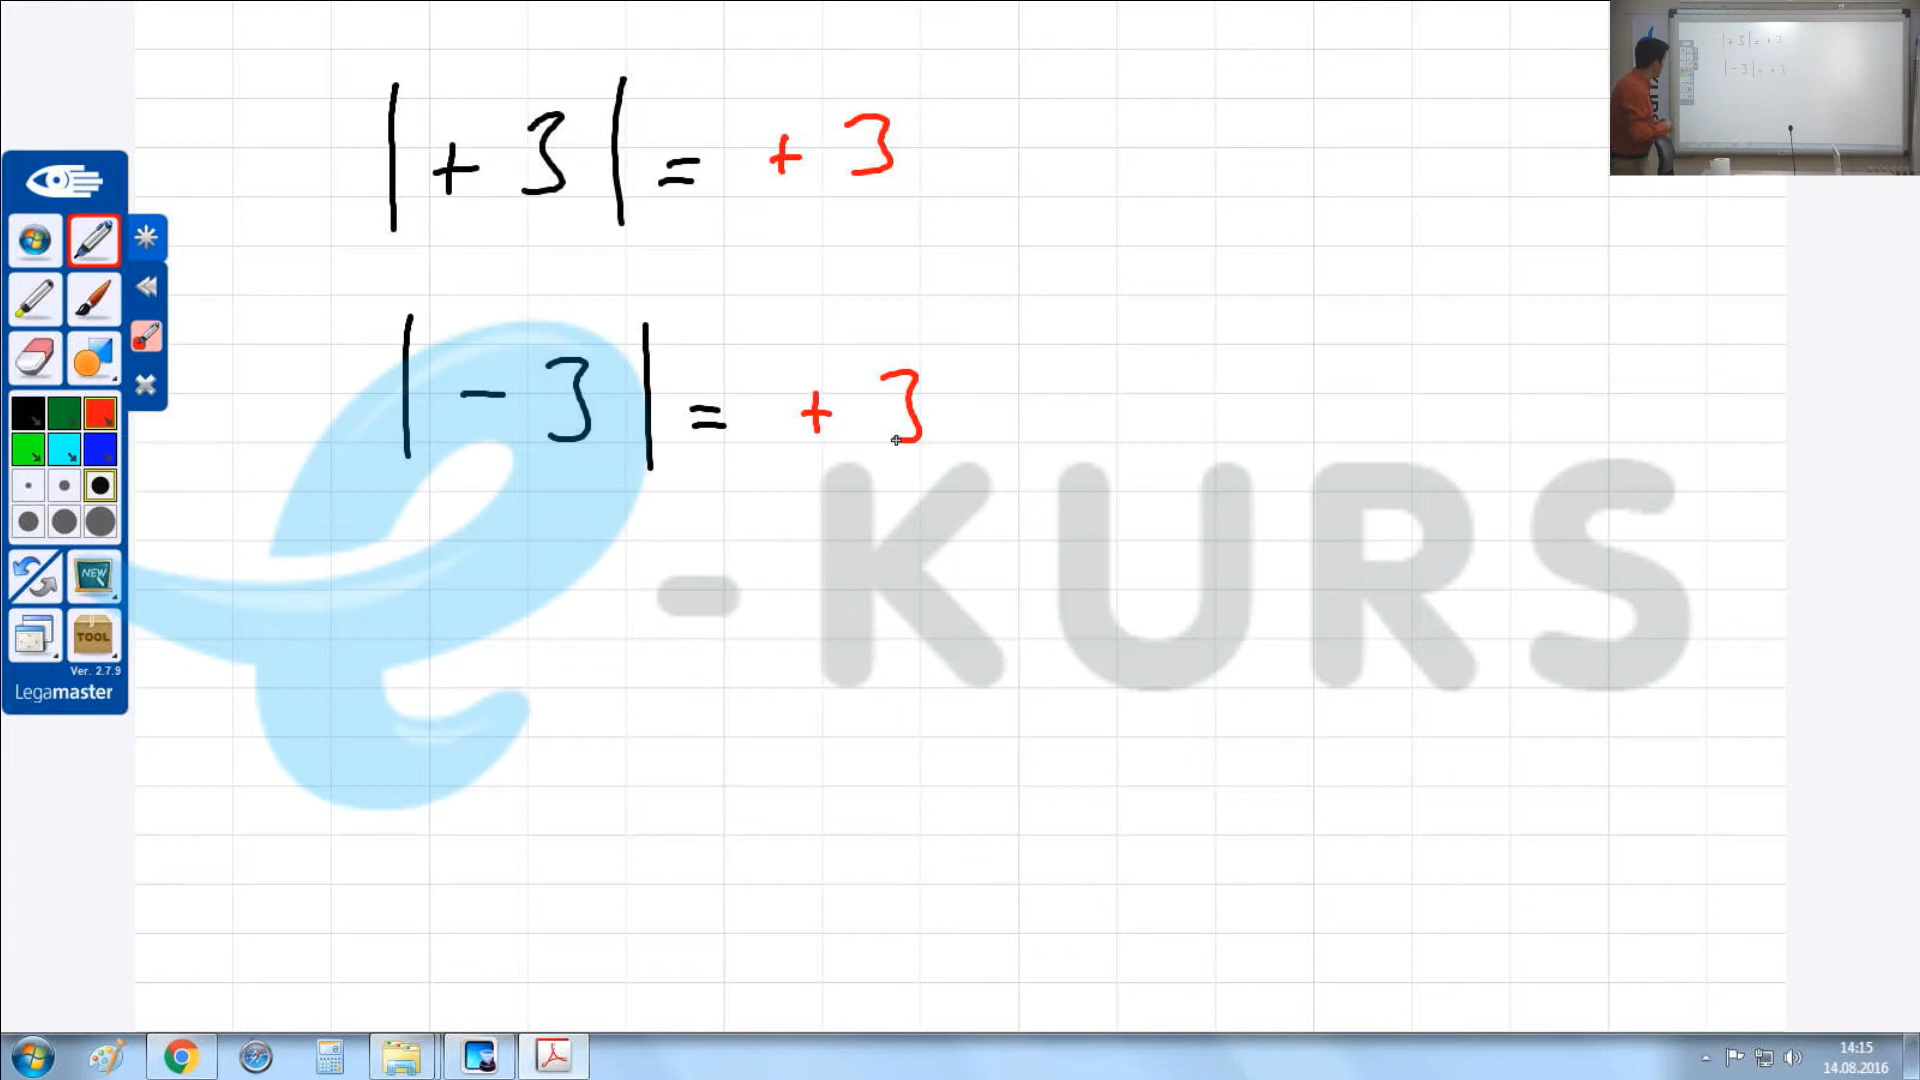 |+3|= +3
|-3|= +3
e-KURS
NEW
TOOL
Ver. 2.7.9
Legamaster
14:15
14.08.2016